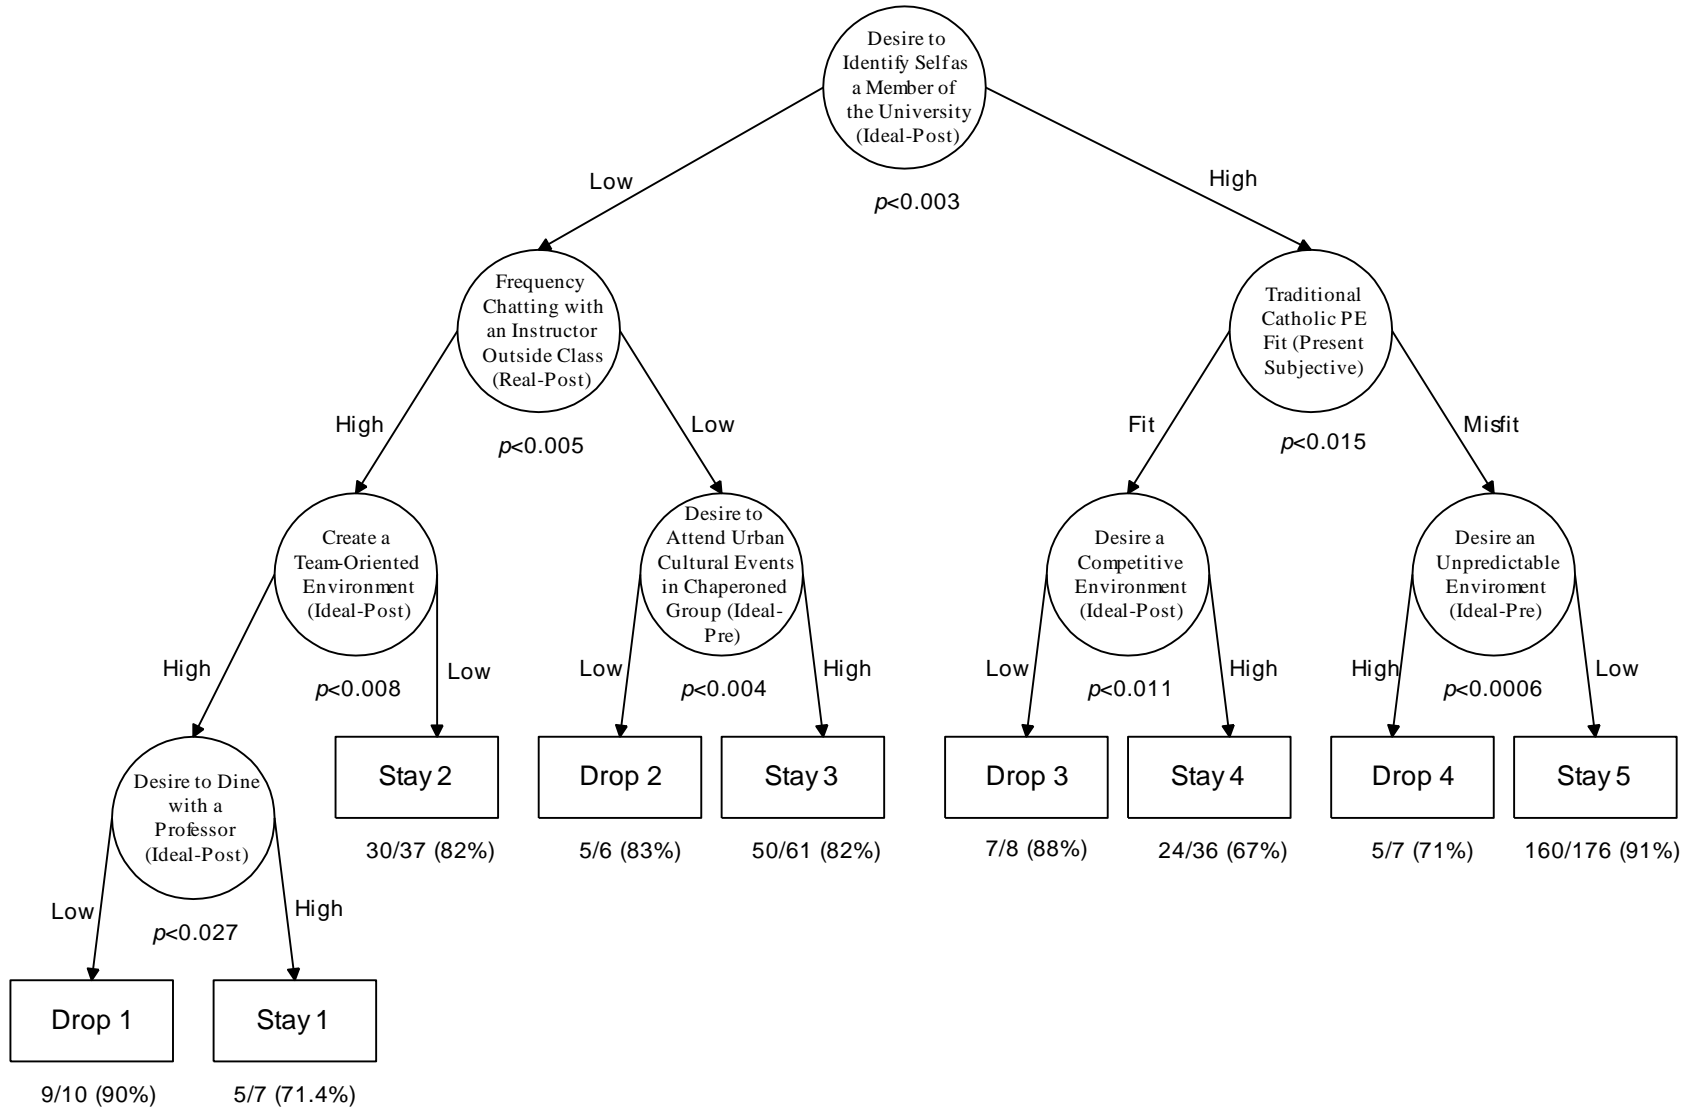 Desire to
Identify Self as
a Member of
the University
(Ideal-Post)
Low
High
p<0.003
Frequency
Chatting with
an Instructor
Outside Class
(Real-Post)
Traditional
Catholic PE
Fit (Present
Subjective)
High
Low
p<0.005
Fit
Misfit
p<0.015
Create a
Team-Oriented
Environment
(Ideal-Post)
Desire to
Attend Urban
Cultural Events
in Chaperoned
Group (Ideal-
Pre)
Desire a
Competitive
Environment
(Ideal-Post)
Desire an
Unpredictable
Enviroment
(Ideal-Pre)
High
Low
p<0.008
Low
High
p<0.004
Low
High
p<0.011
High
Low
p<0.0006
Desire to Dine
with a
Professor
(Ideal-Post)
Stay 2
Drop 2
Stay 3
Drop 3
Stay 4
Drop 4
Stay 5
30/37 (82%)
5/6 (83%)
50/61 (82%)
7/8 (88%)
24/36 (67%)
5/7 (71%)
160/176 (91%)
Low
High
p<0.027
Drop 1
Stay 1
9/10 (90%)
5/7 (71.4%)